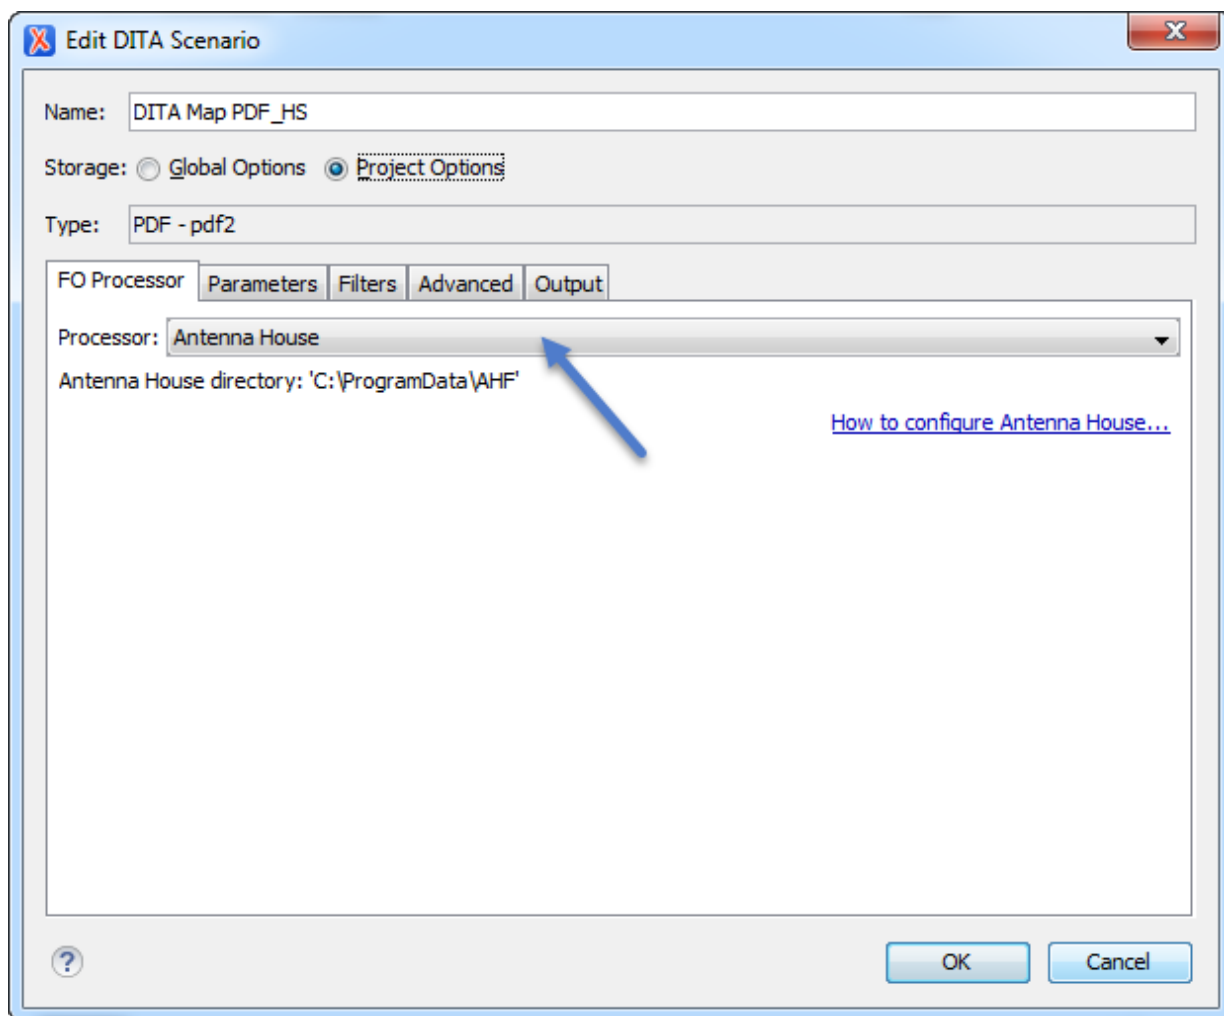 Edit DITA Scenario
Name: DITA Map PDF_HS
Storage: Global Options Project Options
Type: PDF - pdf2
FO Processor Parameters Filters Advanced Output
Processor: Antenna House
Antenna House directory: 'C:\ProgramData\AHF'
How to configure Antenna House...
? OK Cancel